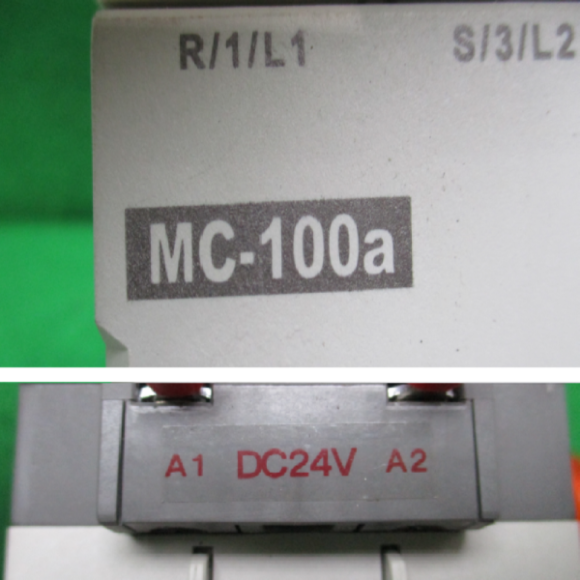 R/1/L1 S/3/L2
MC-100a
A1 DC24V A2